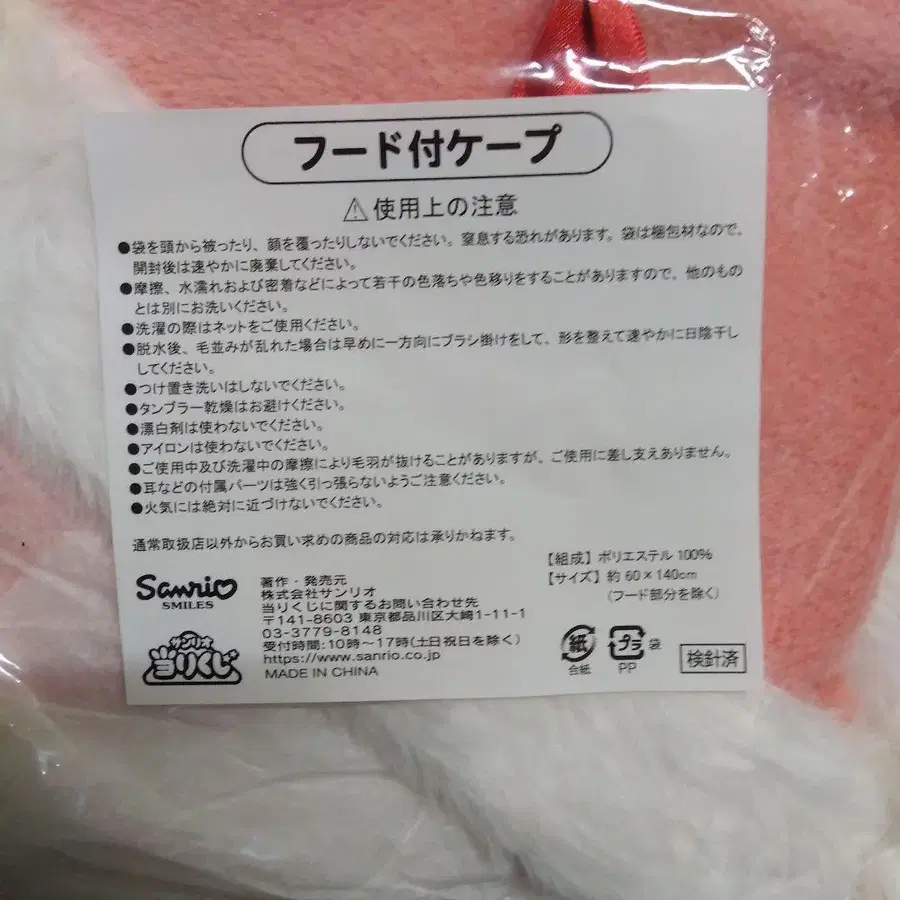 フード付ケープ
⚠使用上の注意
●袋を頭から被ったり、顔を覆ったりしないでください。窒息する恐れがあります。袋は梱包材なので、
開封後は速やかに廃棄してください。
●摩擦、水濡れおよび密着などによって若干の色落ちや色移りをすることがありますので、他のもの
とは別にお洗いください。
●洗濯の際はネットをご使用ください。
●脱水後、毛並みが乱れた場合は早めに一方向にブラシ掛けをして、形を整えて速やかに日陰干し
してください。
●つけ置き洗いはしないでください。
●タンブラー乾燥はお避けください。
●漂白剤は使わないでください。
●アイロンは使わないでください。
●ご使用中及び洗濯中の摩擦により毛羽が抜けることがありますが、ご使用に差し支えありません。
●耳などの付属パーツは強く引っ張らないようご注意ください。
●火気には絶対に近づけないでください。
通常取扱店以外からお買い求めの商品の対応は承りかねます。
【組成】ポリエステル100%
【サイズ】約60×140cm
（フード部分を除く）
Sanrio
SMILES
サンリオ
当りくじ
著作・発売元
株式会社サンリオ
当りくじに関するお問い合わせ先
〒141-8603 東京都品川区大崎1-11-1
03-3779-8148
受付時間：10時〜17時（土日祝日を除く）
https://www.sanrio.co.jp
MADE IN CHINA
紙
台紙
プラ
袋
PP
検針済